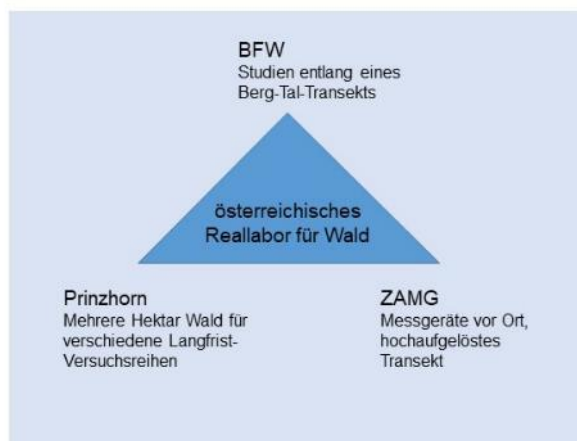 BFW
Studien entlang eines
Berg-Tal-Transekts
österreichisches
Reallabor für Wald
Prinzhorn
Mehrere Hektar Wald für
verschiedene Langfrist-
Versuchsreihen
ZAMG
Messgeräte vor Ort,
hochaufgelöstes
Transekt